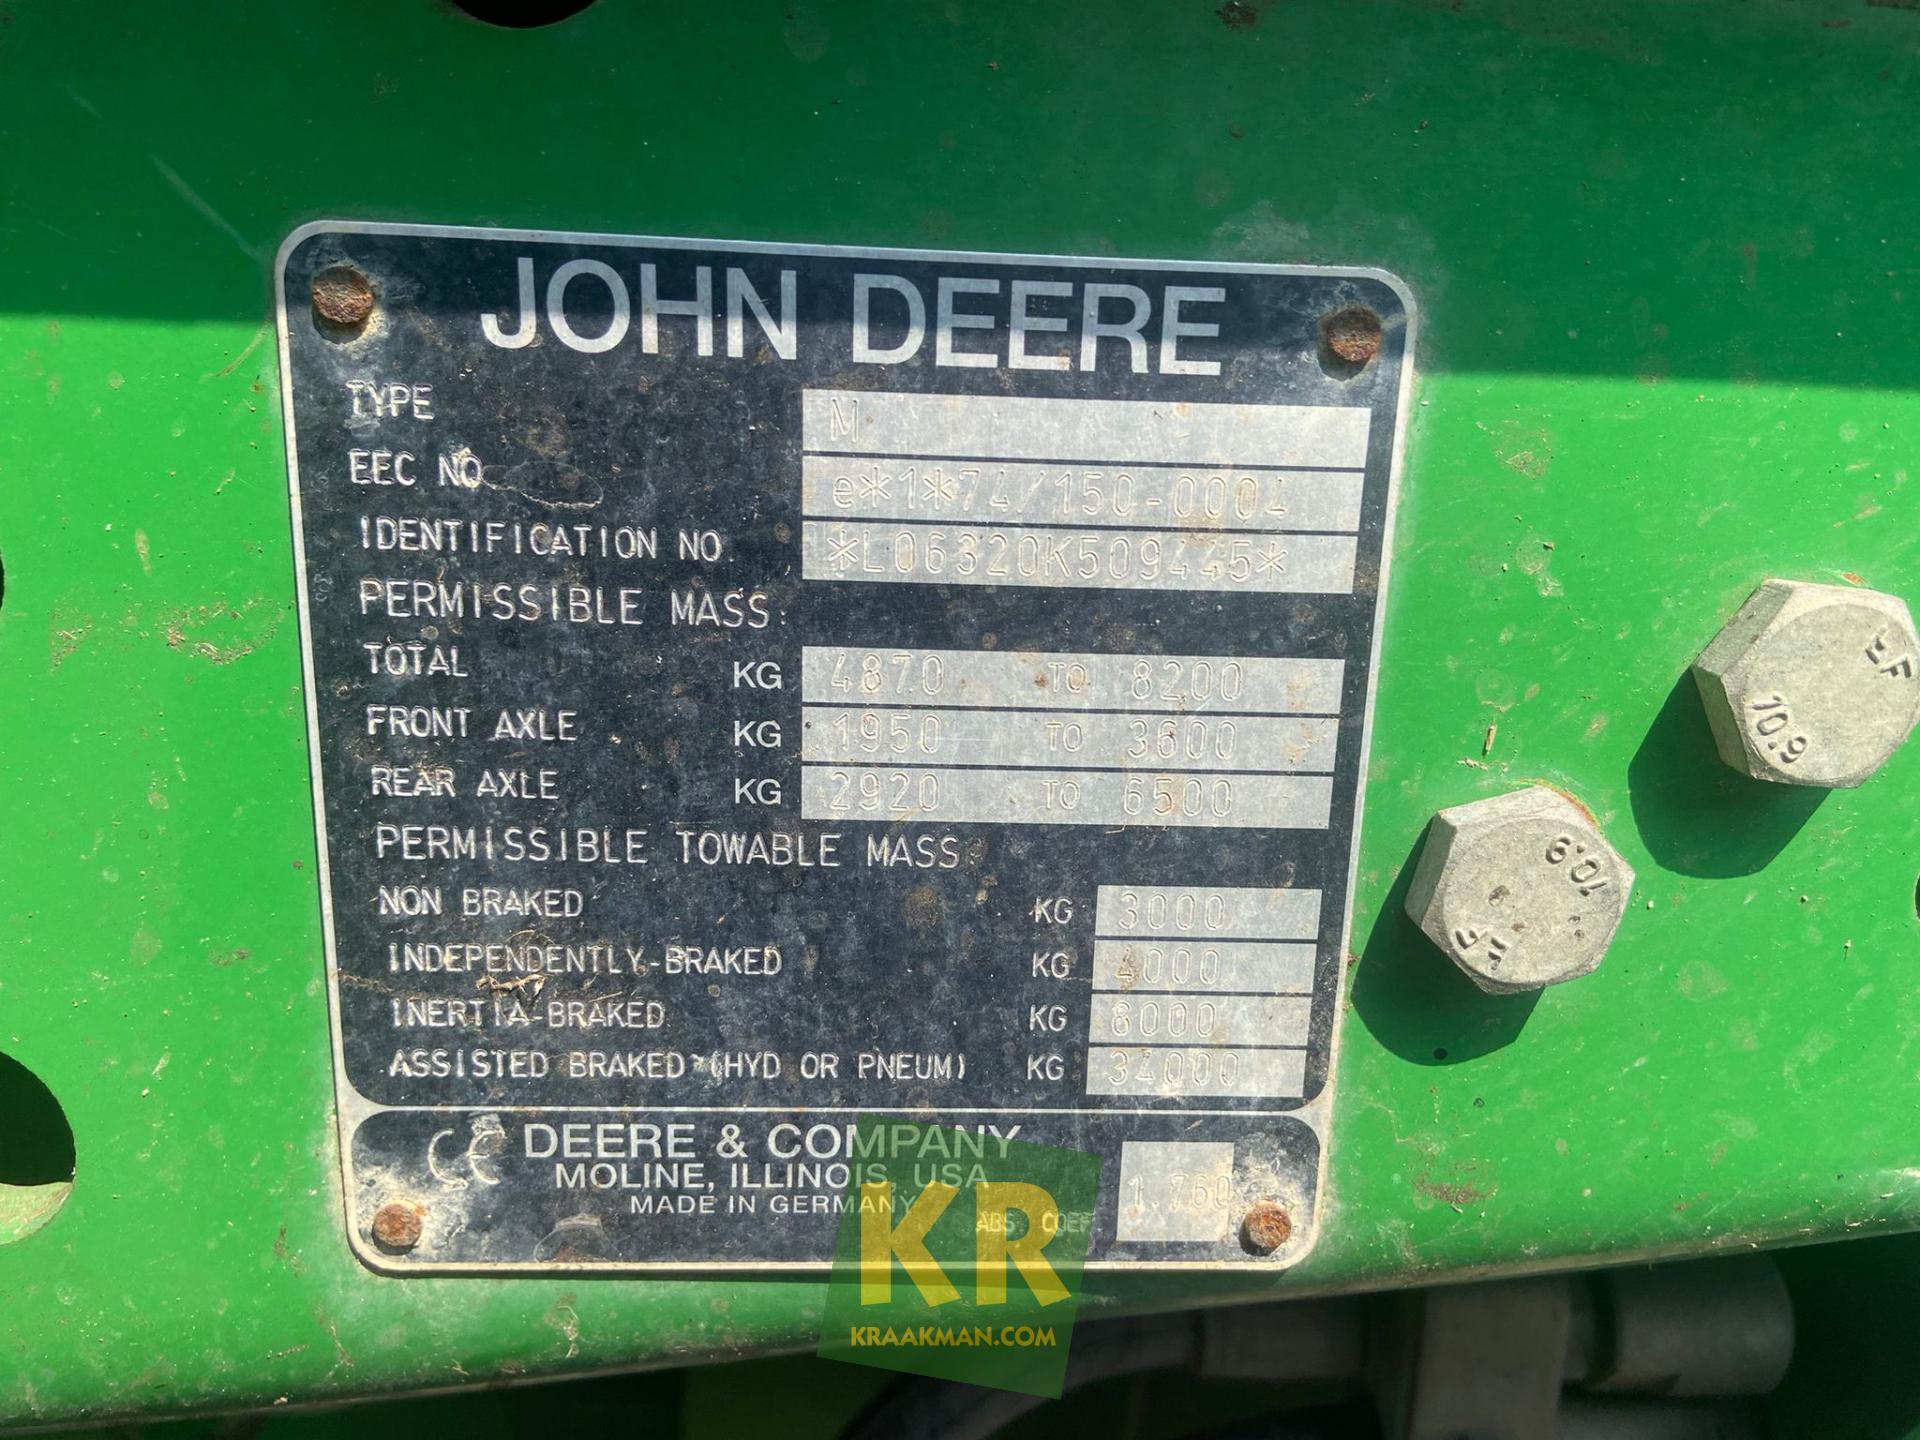 JOHN DEERE
TYPE M
EEC NO e*1*74/150-0004
IDENTIFICATION NO. *L06320K509445*
PERMISSIBLE MASS:
TOTAL KG 4870 TO 8200
FRONT AXLE KG 1950 TO 3600
REAR AXLE KG 2920 TO 6500
PERMISSIBLE TOWABLE MASS:
NON BRAKED KG 3000
INDEPENDENTLY-BRAKED KG 4000
INERTIA-BRAKED KG 8000
ASSISTED BRAKED (HYD OR PNEUM) KG 34000
CE DEERE & COMPANY
MOLINE, ILLINOIS, USA
MADE IN GERMANY
ABS. COEF. 1.760
KR
KRAAKMAN.COM
10.9
10.9